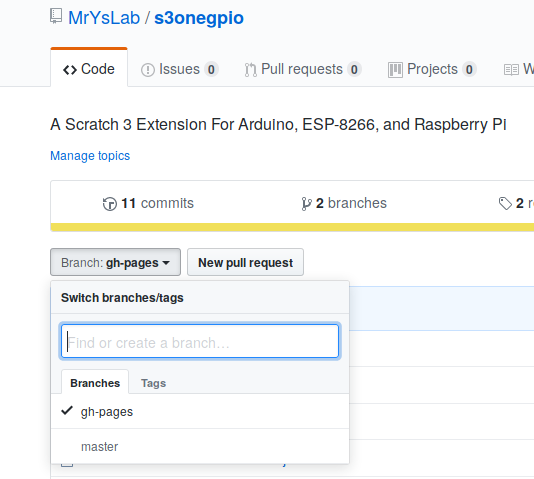 MrYsLab / s3onegpio
Code Issues 0 Pull requests 0 Projects 0
A Scratch 3 Extension For Arduino, ESP-8266, and Raspberry Pi
Manage topics
11 commits 2 branches 2
Branch: gh-pages New pull request
Switch branches/tags
Find or create a branch…
Branches Tags
gh-pages
master